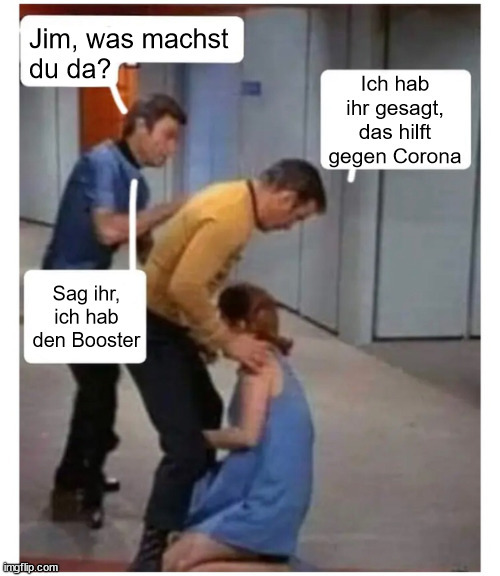 Jim, was machst
du da?
Ich hab
ihr gesagt,
das hilft
gegen Corona
Sag ihr,
ich hab
den Booster
imgflip.com